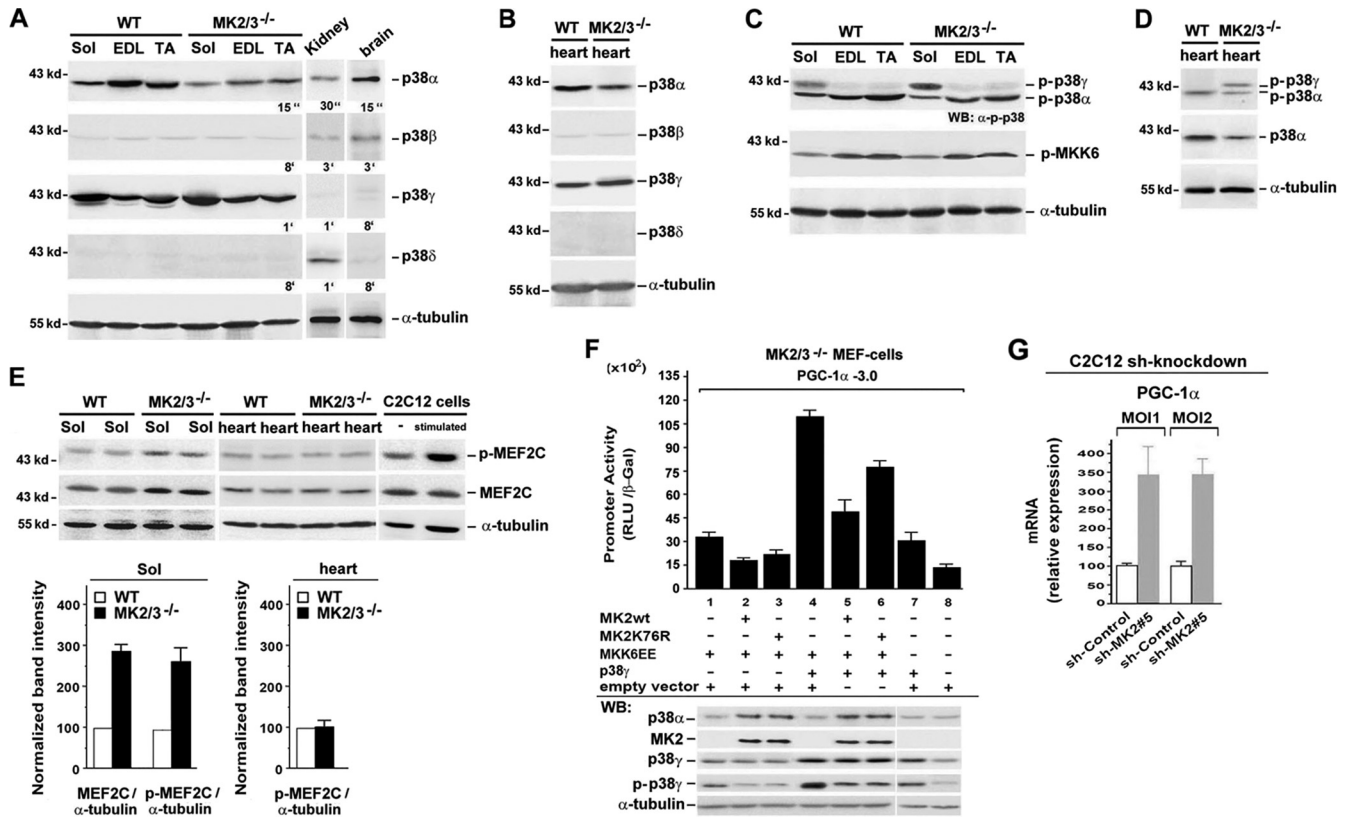 A
WT MK2/3 -/- Kidney brain
Sol EDL TA Sol EDL TA
43 kd p38α
15 “ 30 “ 15 “
43 kd p38β
8‘ 3‘ 3‘
43 kd p38γ
1‘ 1‘ 8‘
43 kd p38δ
8‘ 1‘ 8‘
55 kd α-tubulin
B
WT MK2/3 -/-
heart heart
43 kd p38α
43 kd p38β
43 kd p38γ
43 kd p38δ
55 kd α-tubulin
C
WT MK2/3 -/-
Sol EDL TA Sol EDL TA
43 kd p-p38γ
p-p38α
WB: α-p-p38
43 kd p-MKK6
55 kd α-tubulin
D
WT MK2/3 -/-
heart heart
43 kd p-p38γ
p-p38α
43 kd p38α
55 kd α-tubulin
E
WT MK2/3 -/- WT MK2/3 -/- C2C12 cells
Sol Sol Sol Sol heart heart heart heart - stimulated
43 kd p-MEF2C
43 kd MEF2C
55 kd α-tubulin
Sol
WT
MK2/3 -/-
Normalized band intensity
400
300
200
100
0
MEF2C/ α-tubulin
p-MEF2C / α-tubulin
heart
WT
MK2/3 -/-
Normalized band intensity
400
300
200
100
0
p-MEF2C / α-tubulin
F
MK2/3 -/- MEF-cells
PGC-1α -3.0
(x10²)
Promoter Activity
(RLU /β-Gal)
135
120
105
90
75
60
45
30
15
0
1 2 3 4 5 6 7 8
MK2wt - + - - + - - -
MK2K76R - - + - - + - -
MKK6EE + + + + + + - -
p38γ - - - + + + + -
empty vector + + + + - - + +
WB:
p38α
MK2
p38γ
p-p38γ
α-tubulin
G
C2C12 sh-knockdown
PGC-1α
MOI1 MOI2
mRNA
(relative expression)
400
350
300
250
200
150
100
50
0
sh-Control
sh-MK2#5
sh-Control
sh-MK2#5